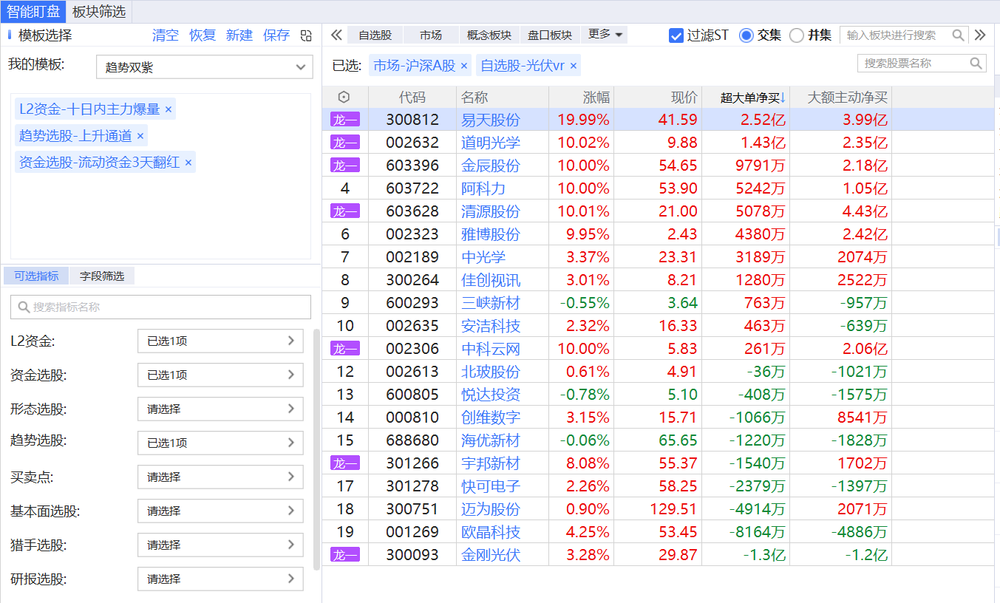 智能盯盘 板块筛选
模板选择 清空 恢复 新建 保存
我的模板: 趋势双紫
L2资金-十日内主力爆量 ×
趋势选股-上升通道 ×
资金选股-流动资金3天翻红 ×
可选指标 字段筛选
搜索指标名称
L2资金: 已选1项
资金选股: 已选1项
形态选股: 请选择
趋势选股: 已选1项
买卖点: 请选择
基本面选股: 请选择
猎手选股: 请选择
研报选股: 请选择
自选股 市场 概念板块 盘口板块 更多 过滤ST 交集 并集 输入板块进行搜索
已选: 市场-沪深A股 × 自选股-光伏vr × 搜索股票名称
代码 名称 涨幅 现价 超大单净买↓ 大额主动净买
龙一 300812 易天股份 19.99% 41.59 2.52亿 3.99亿
龙一 002632 道明光学 10.02% 9.88 1.43亿 2.35亿
龙一 603396 金辰股份 10.00% 54.65 9791万 2.18亿
4 603722 阿科力 10.00% 53.90 5242万 1.05亿
龙一 603628 清源股份 10.01% 21.00 5078万 4.43亿
6 002323 雅博股份 9.95% 2.43 4380万 2.42亿
7 002189 中光学 3.37% 23.31 3189万 2074万
8 300264 佳创视讯 3.01% 8.21 1280万 2522万
9 600293 三峡新材 -0.55% 3.64 763万 -957万
10 002635 安洁科技 2.32% 16.33 463万 -639万
龙一 002306 中科云网 10.00% 5.83 261万 2.06亿
12 002613 北玻股份 0.61% 4.91 -36万 -1021万
13 600805 悦达投资 -0.78% 5.10 -408万 -1575万
14 000810 创维数字 3.15% 15.71 -1066万 8541万
15 688680 海优新材 -0.06% 65.65 -1220万 -1828万
龙一 301266 宇邦新材 8.08% 55.37 -1540万 1702万
17 301278 快可电子 2.26% 58.25 -2379万 -1397万
18 300751 迈为股份 0.90% 129.51 -4914万 2071万
19 001269 欧晶科技 4.25% 53.45 -8164万 -4886万
龙一 300093 金刚光伏 3.28% 29.87 -1.3亿 -1.2亿